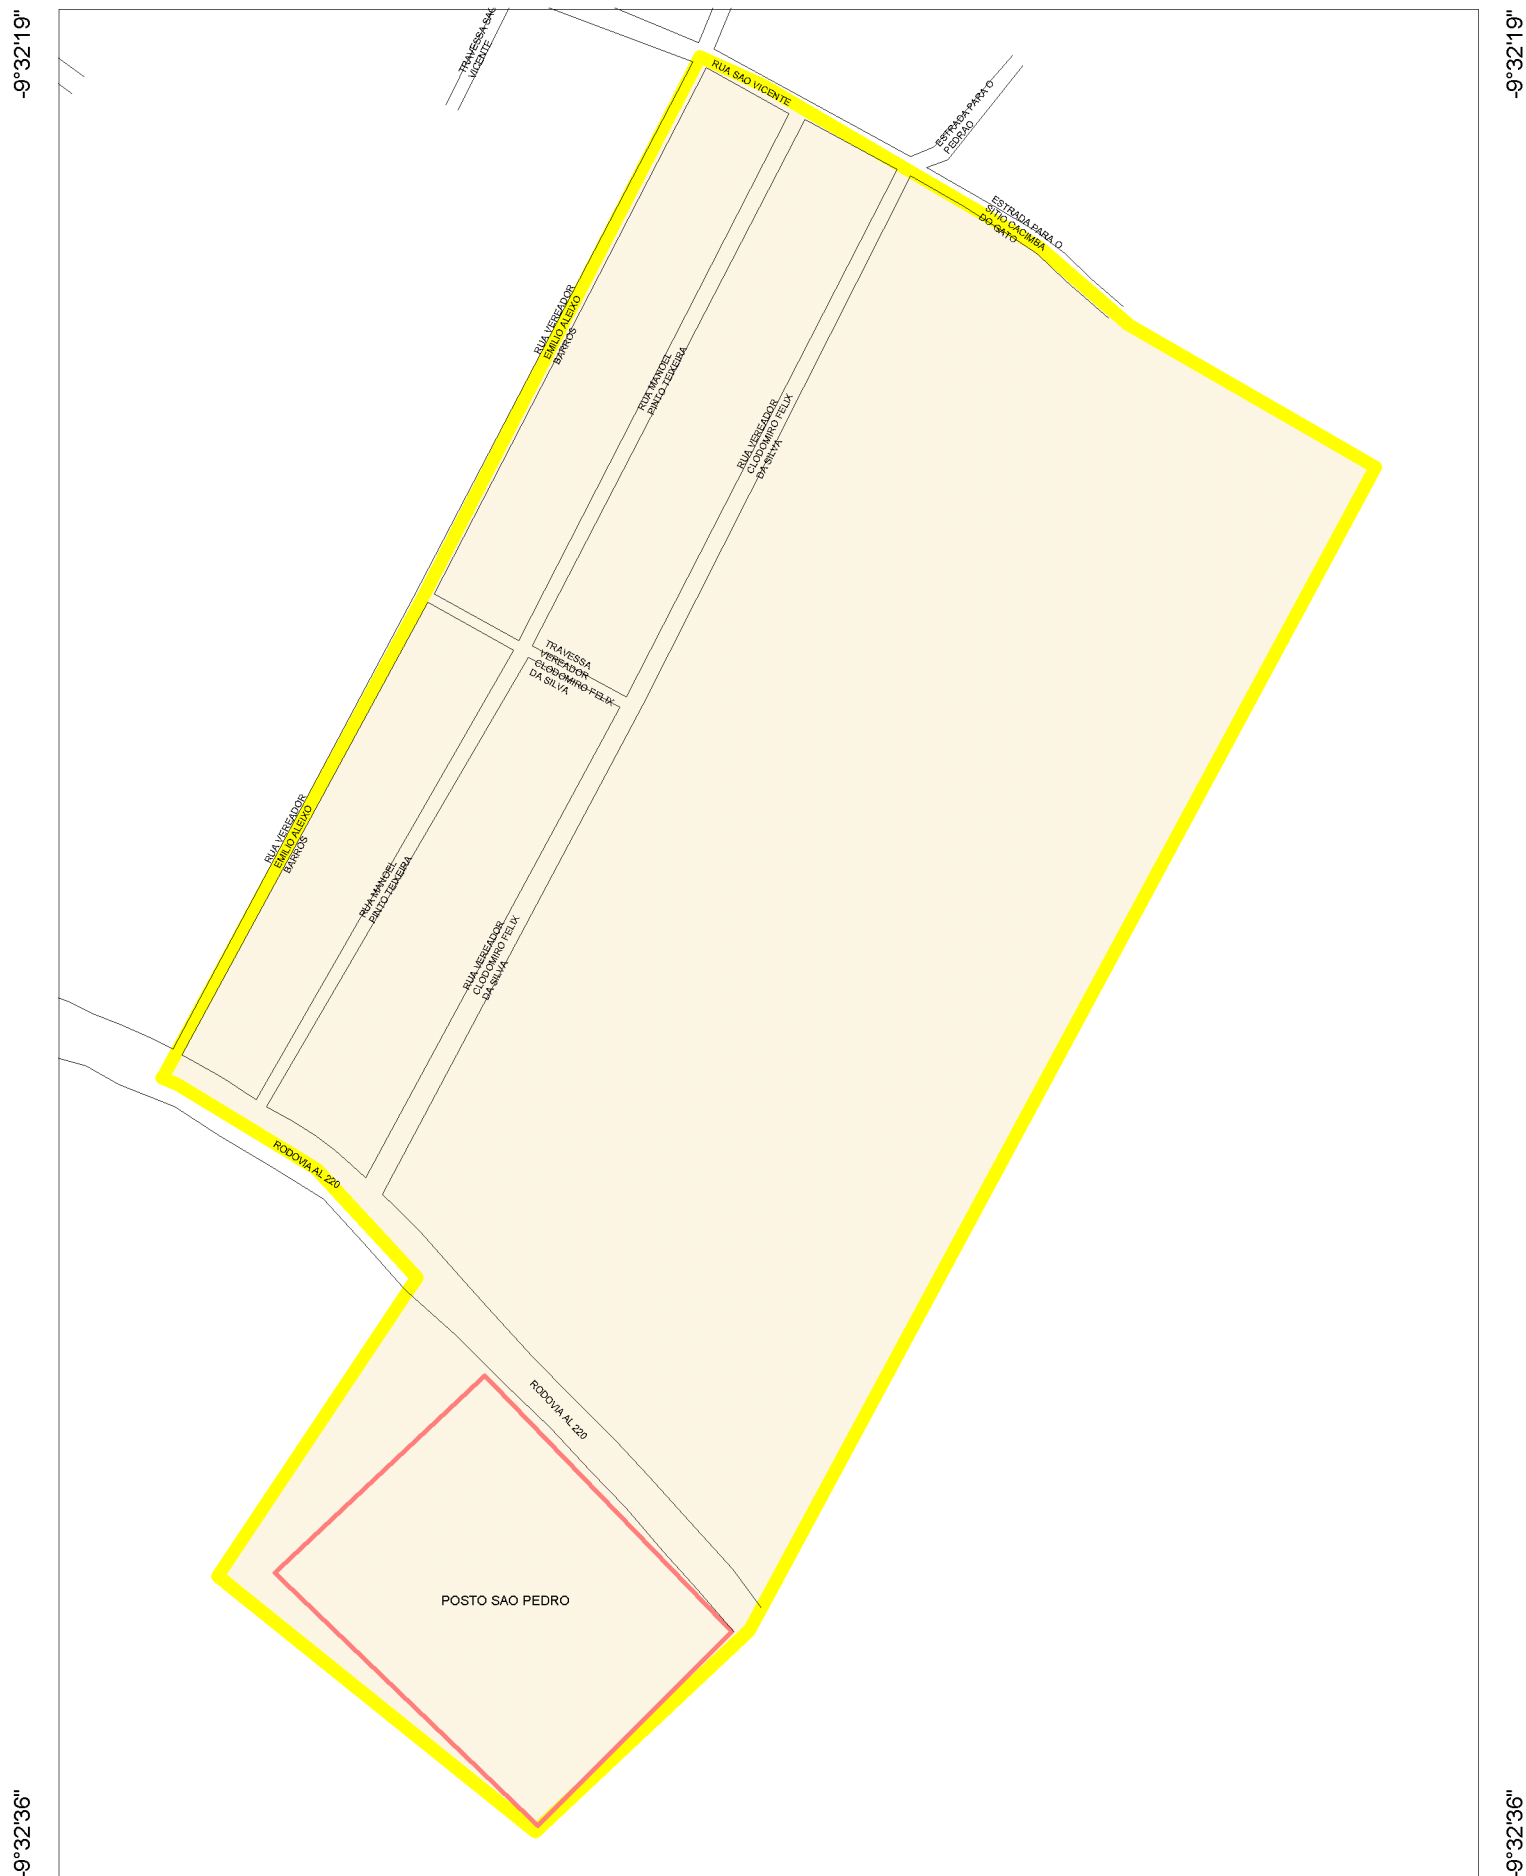 -9°32'19"
-9°32'19"
TRAVESSA SAO
VICENTE
RUA SAO VICENTE
ESTRADA PARA O
PEDRAO
ESTRADA PARA O
SITIO CACIMBA
DO GATO
RUA VEREADOR
EMILIO ALEIXO
BARROS
RUA MANOEL
PINTO TEIXEIRA
RUA VEREADOR
CLODOMIRO FELIX
DA SILVA
TRAVESSA
VEREADOR
CLODOMIRO FELIX
DA SILVA
RUA VEREADOR
EMILIO ALEIXO
BARROS
RUA MANOEL
PINTO TEIXEIRA
RUA VEREADOR
CLODOMIRO FELIX
DA SILVA
RODOVIA AL 220
RODOVIA AL 220
POSTO SAO PEDRO
-9°32'36"
-9°32'36"